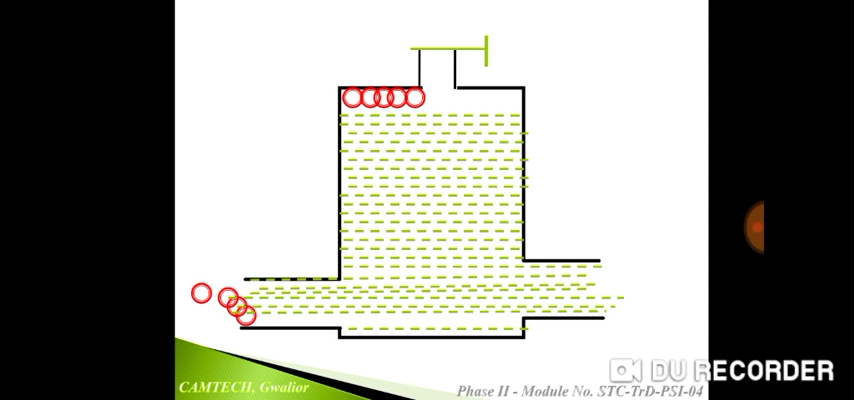 CAMTECH, Gwalior
Phase II - Module No. STC-TrD-PSI-04
DU RECORDER